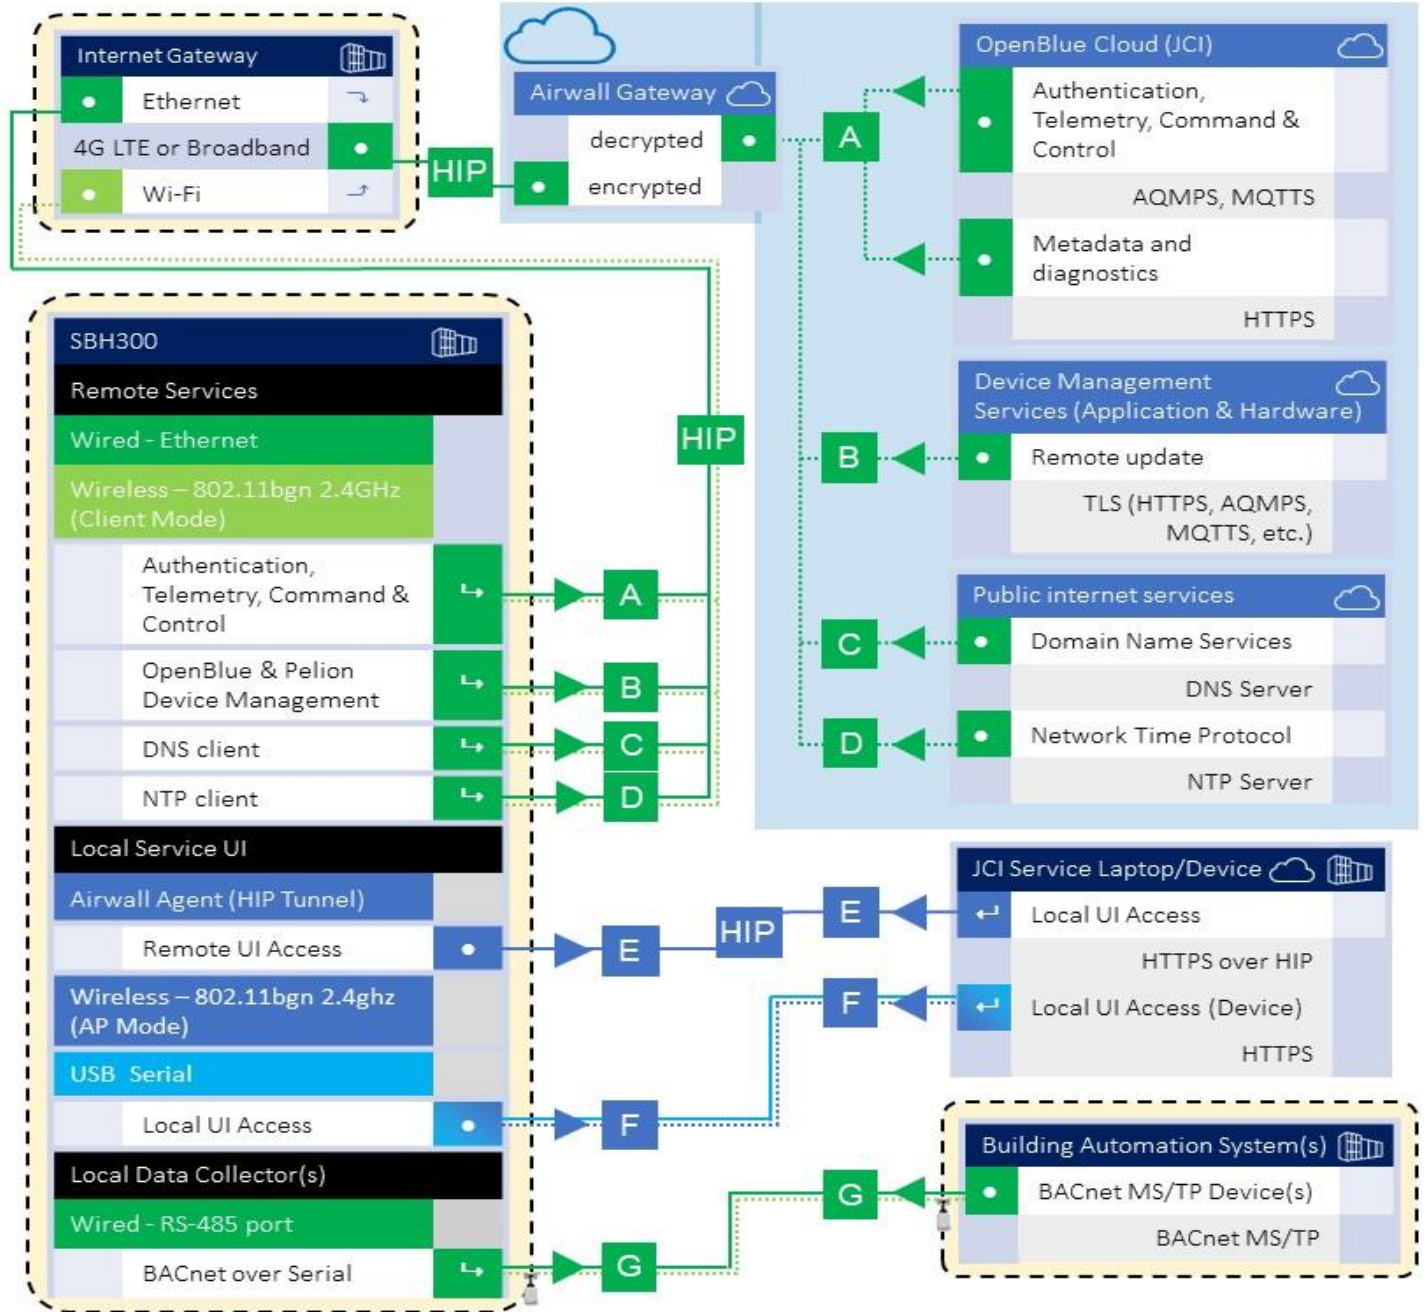 Internet Gateway
Ethernet
4G LTE or Broadband
Wi-Fi
HIP
Airwall Gateway
decrypted
encrypted
A
OpenBlue Cloud (JCI)
Authentication,
Telemetry, Command &
Control
AQMPS, MQTTS
Metadata and
diagnostics
HTTPS
Device Management
Services (Application & Hardware)
B
Remote update
TLS (HTTPS, AQMPS,
MQTTS, etc.)
Public internet services
C
Domain Name Services
DNS Server
D
Network Time Protocol
NTP Server
SBH300
Remote Services
Wired - Ethernet
HIP
Wireless – 802.11bgn 2.4GHz
(Client Mode)
Authentication,
Telemetry, Command &
Control
A
OpenBlue & Pelion
Device Management
B
DNS client
C
NTP client
D
Local Service UI
Airwall Agent (HIP Tunnel)
Remote UI Access
E
HIP
E
JCI Service Laptop/Device
Local UI Access
HTTPS over HIP
F
Local UI Access (Device)
HTTPS
Wireless – 802.11bgn 2.4ghz
(AP Mode)
USB Serial
Local UI Access
F
Local Data Collector(s)
Wired - RS-485 port
BACnet over Serial
G
G
Building Automation System(s)
BACnet MS/TP Device(s)
BACnet MS/TP